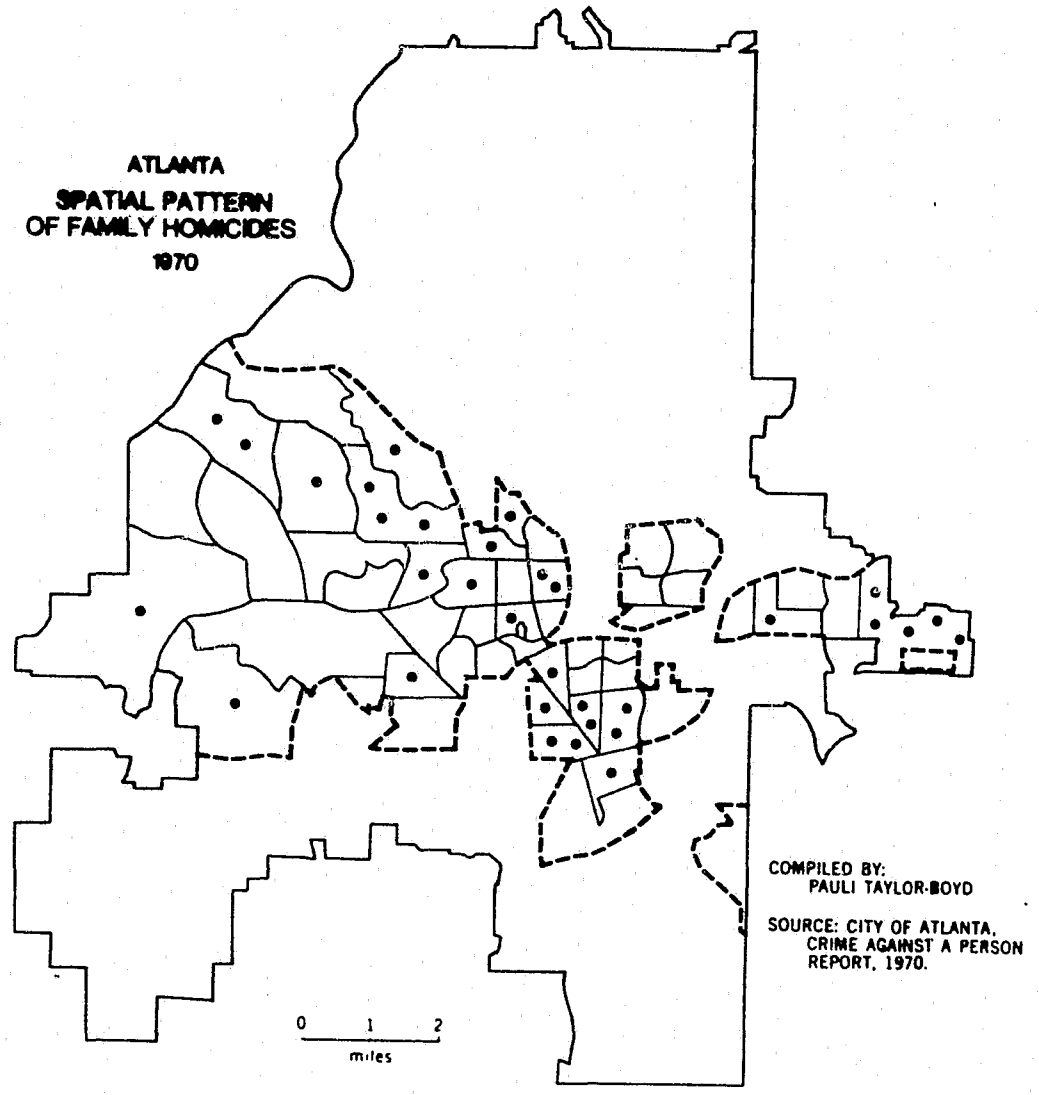 ATLANTA
SPATIAL PATTERN
OF FAMILY HOMICIDES
1970
COMPILED BY:
PAULI TAYLOR-BOYD
SOURCE: CITY OF ATLANTA,
CRIME AGAINST A PERSON
REPORT, 1970.
0 1 2
miles